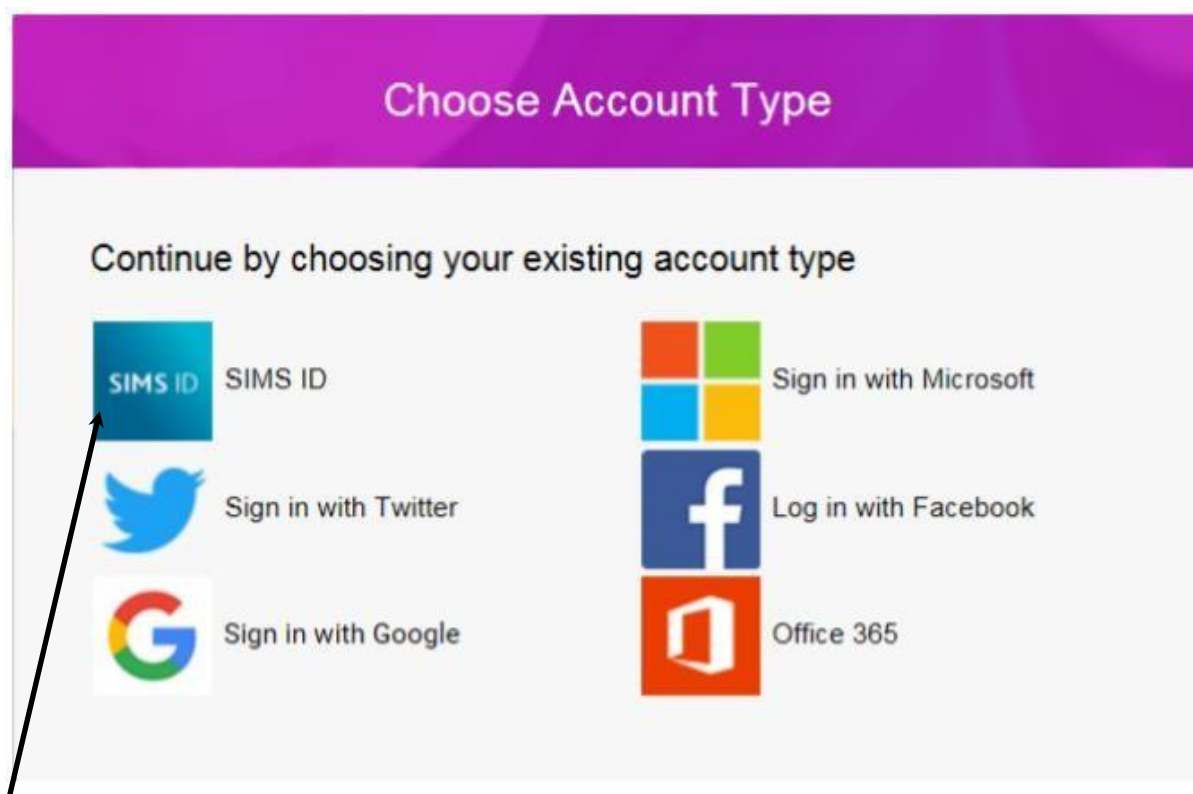 Choose Account Type
Continue by choosing your existing account type
SIMS ID SIMS ID
Sign in with Microsoft
Sign in with Twitter
Log in with Facebook
Sign in with Google
Office 365